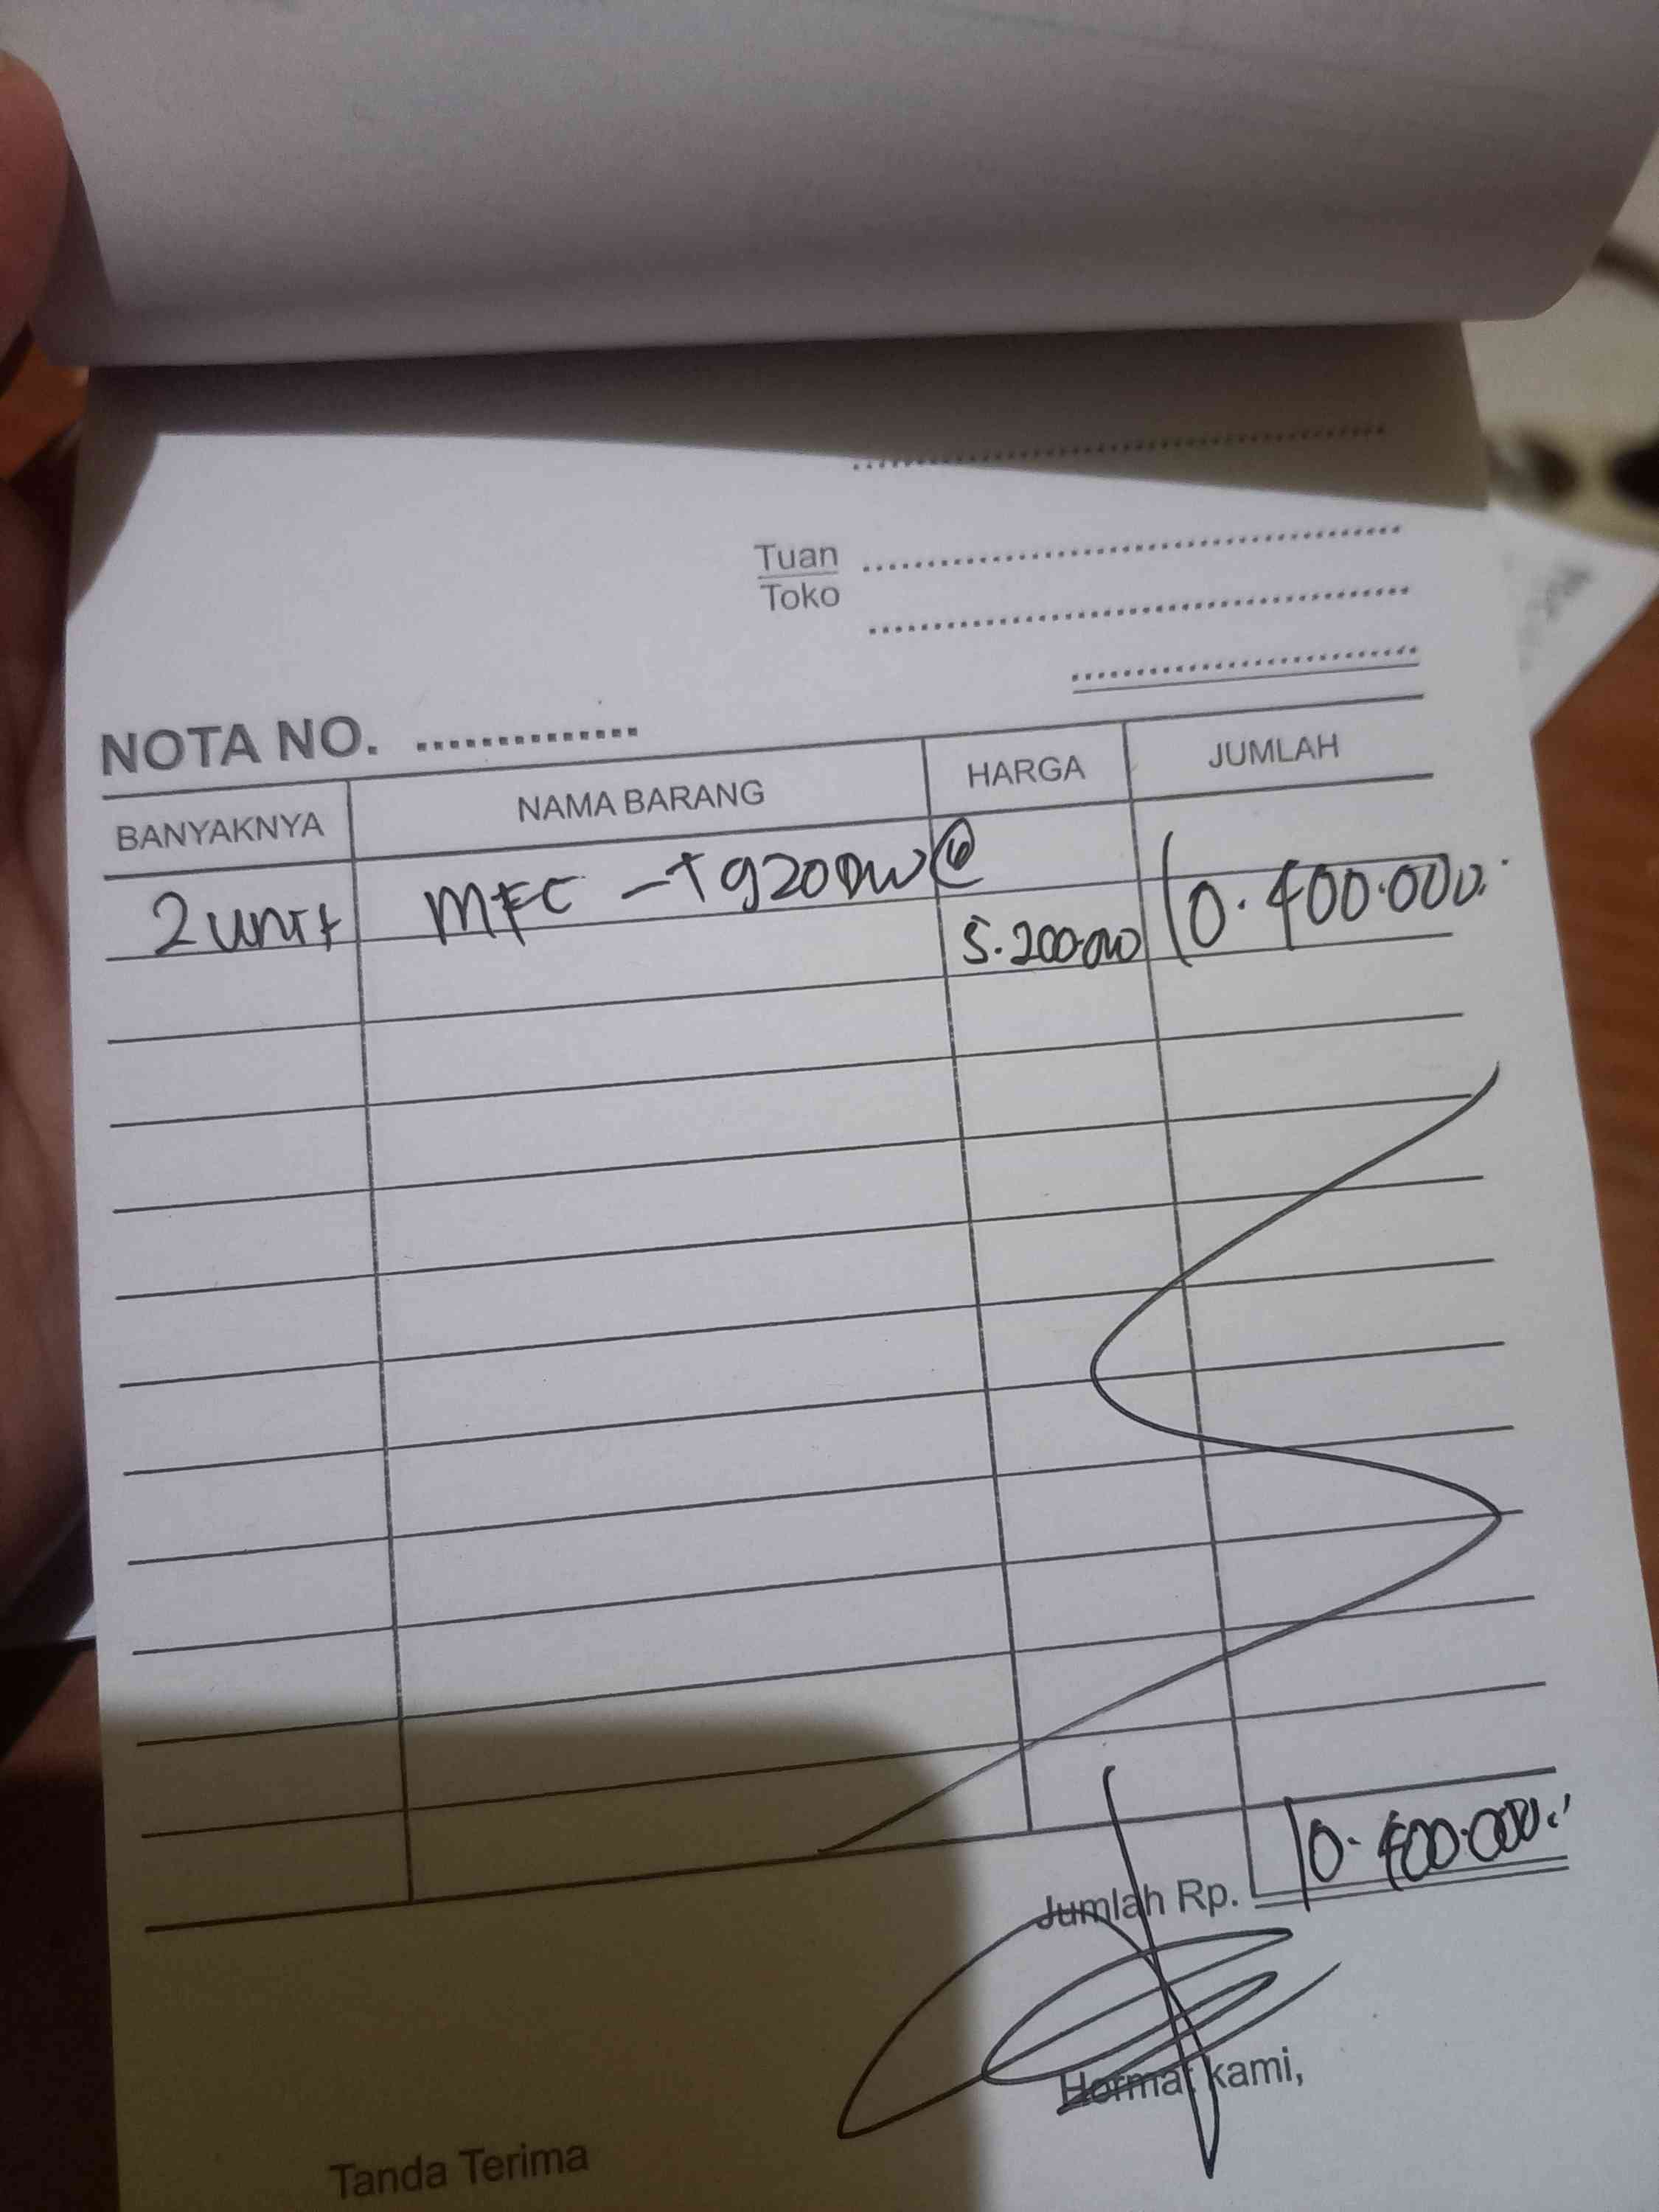 Tuan
Toko
NOTA NO. ..............
BANYAKNYA NAMA BARANG HARGA JUMLAH
2 unit MFC - T920DW @ 5.200.000 10.400.000
Jumlah Rp. 10.400.000
Hormat kami,
Tanda Terima